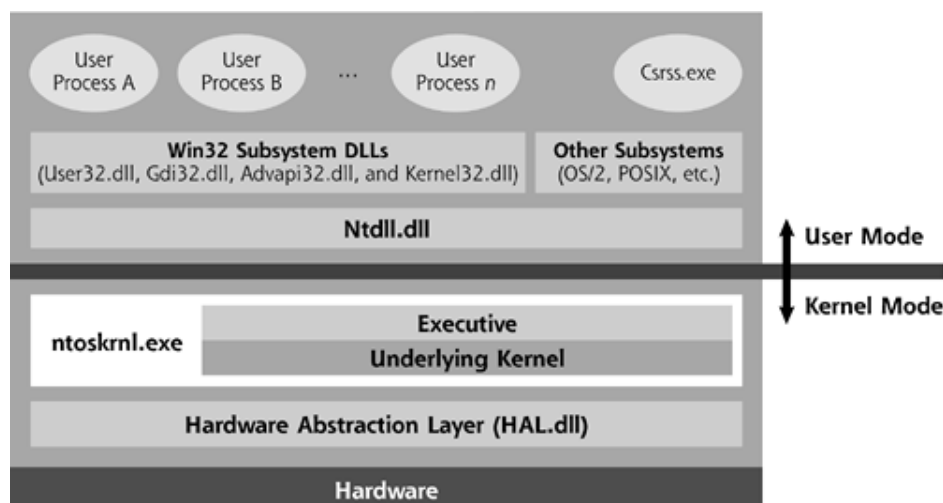 User
Process A
User
Process B
...
User
Process n
Csrss.exe
Win32 Subsystem DLLs
(User32.dll, Gdi32.dll, Advapi32.dll, and Kernel32.dll)
Other Subsystems
(OS/2, POSIX, etc.)
Ntdll.dll
User Mode
Kernel Mode
ntoskrnl.exe
Executive
Underlying Kernel
Hardware Abstraction Layer (HAL.dll)
Hardware